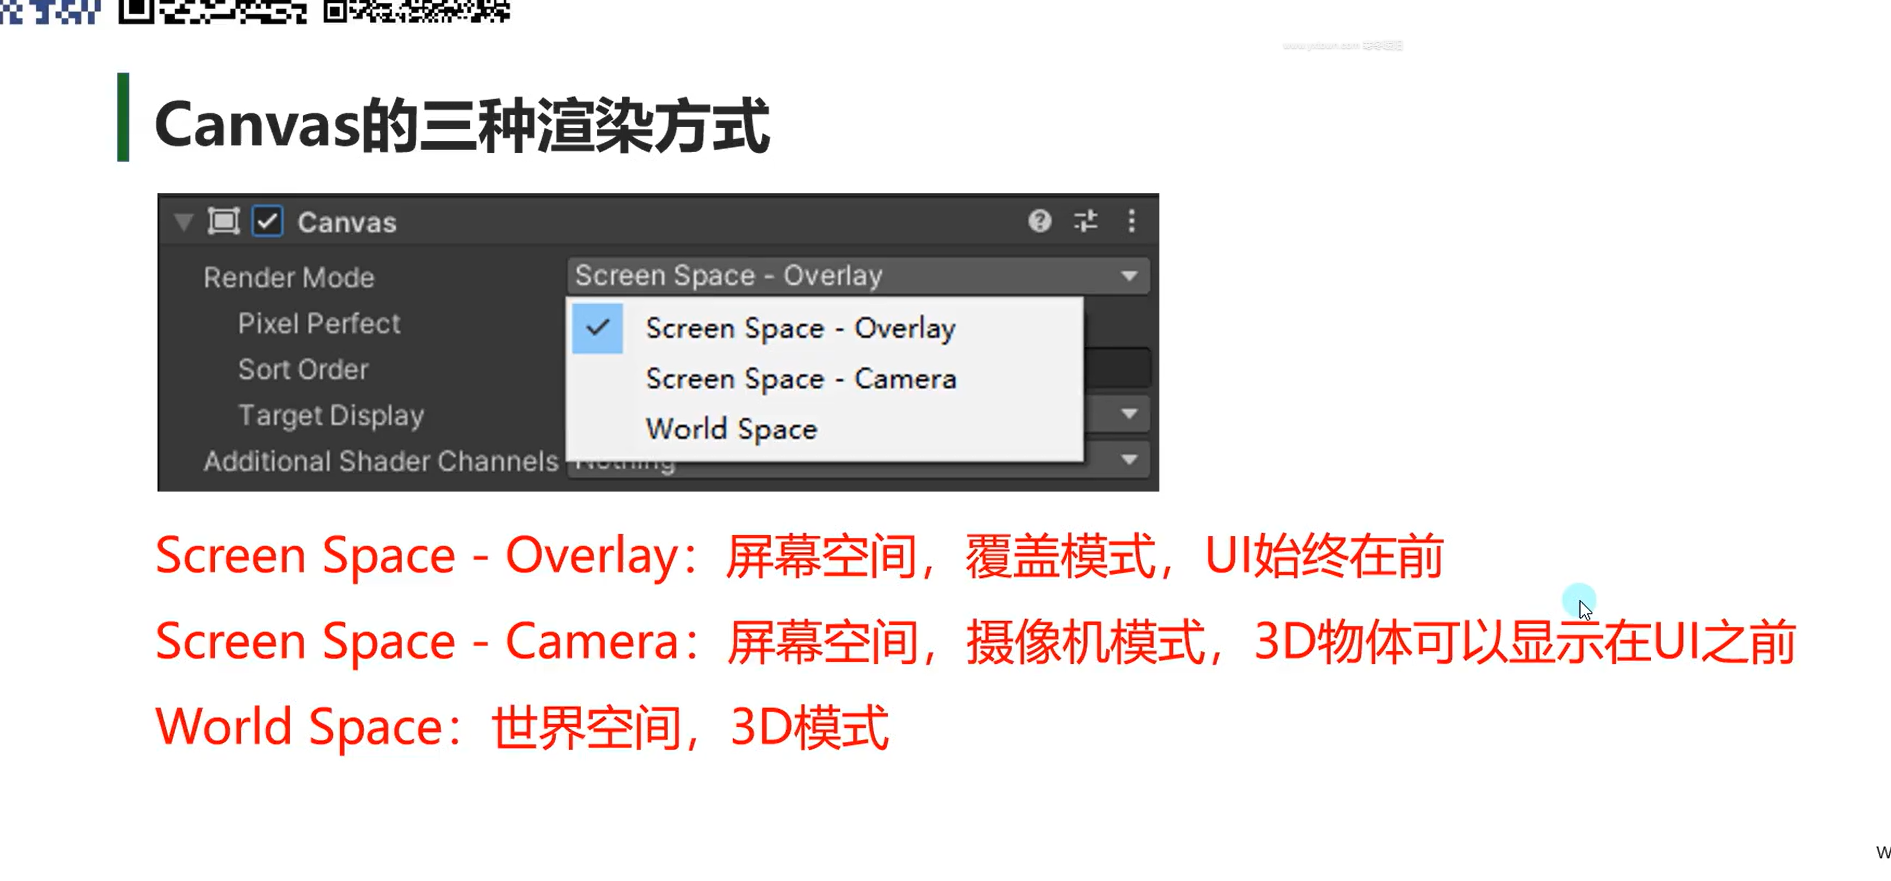 Canvas的三种渲染方式
Canvas
Render Mode
Screen Space - Overlay
Pixel Perfect
Screen Space - Overlay
Sort Order
Screen Space - Camera
Target Display
World Space
Additional Shader Channels
Nothing
Screen Space - Overlay：屏幕空间，覆盖模式，UI始终在前
Screen Space - Camera：屏幕空间，摄像机模式，3D物体可以显示在UI之前
World Space：世界空间，3D模式
W